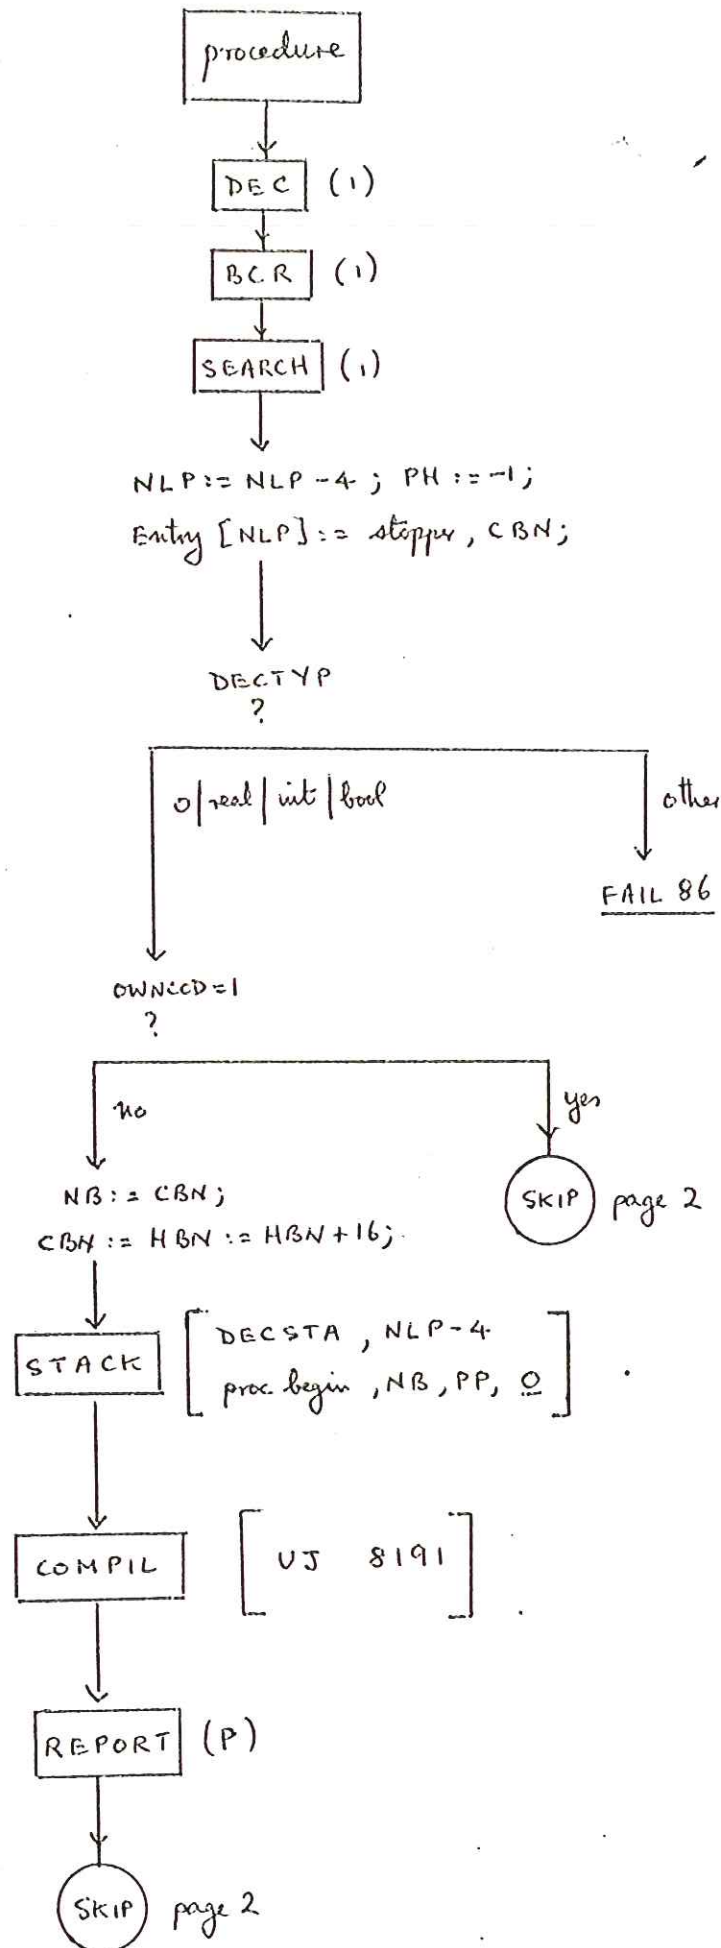 procedure
DEC (1)
BCR (1)
SEARCH (1)
NLP := NLP - 4 ; PH := -1 ;
Entry [NLP] := stopper , CBN ;
DECTYP
?
0 | real | int | bool
other
FAIL 86
OWNCOD = 1
?
no
yes
NB := CBN ;
SKIP page 2
CBN := HBN := HBN + 16 ;
DECSTA , NLP - 4
STACK
proc. begin , NB , PP , 0
COMPIL
UJ 8191
REPORT (P)
SKIP page 2